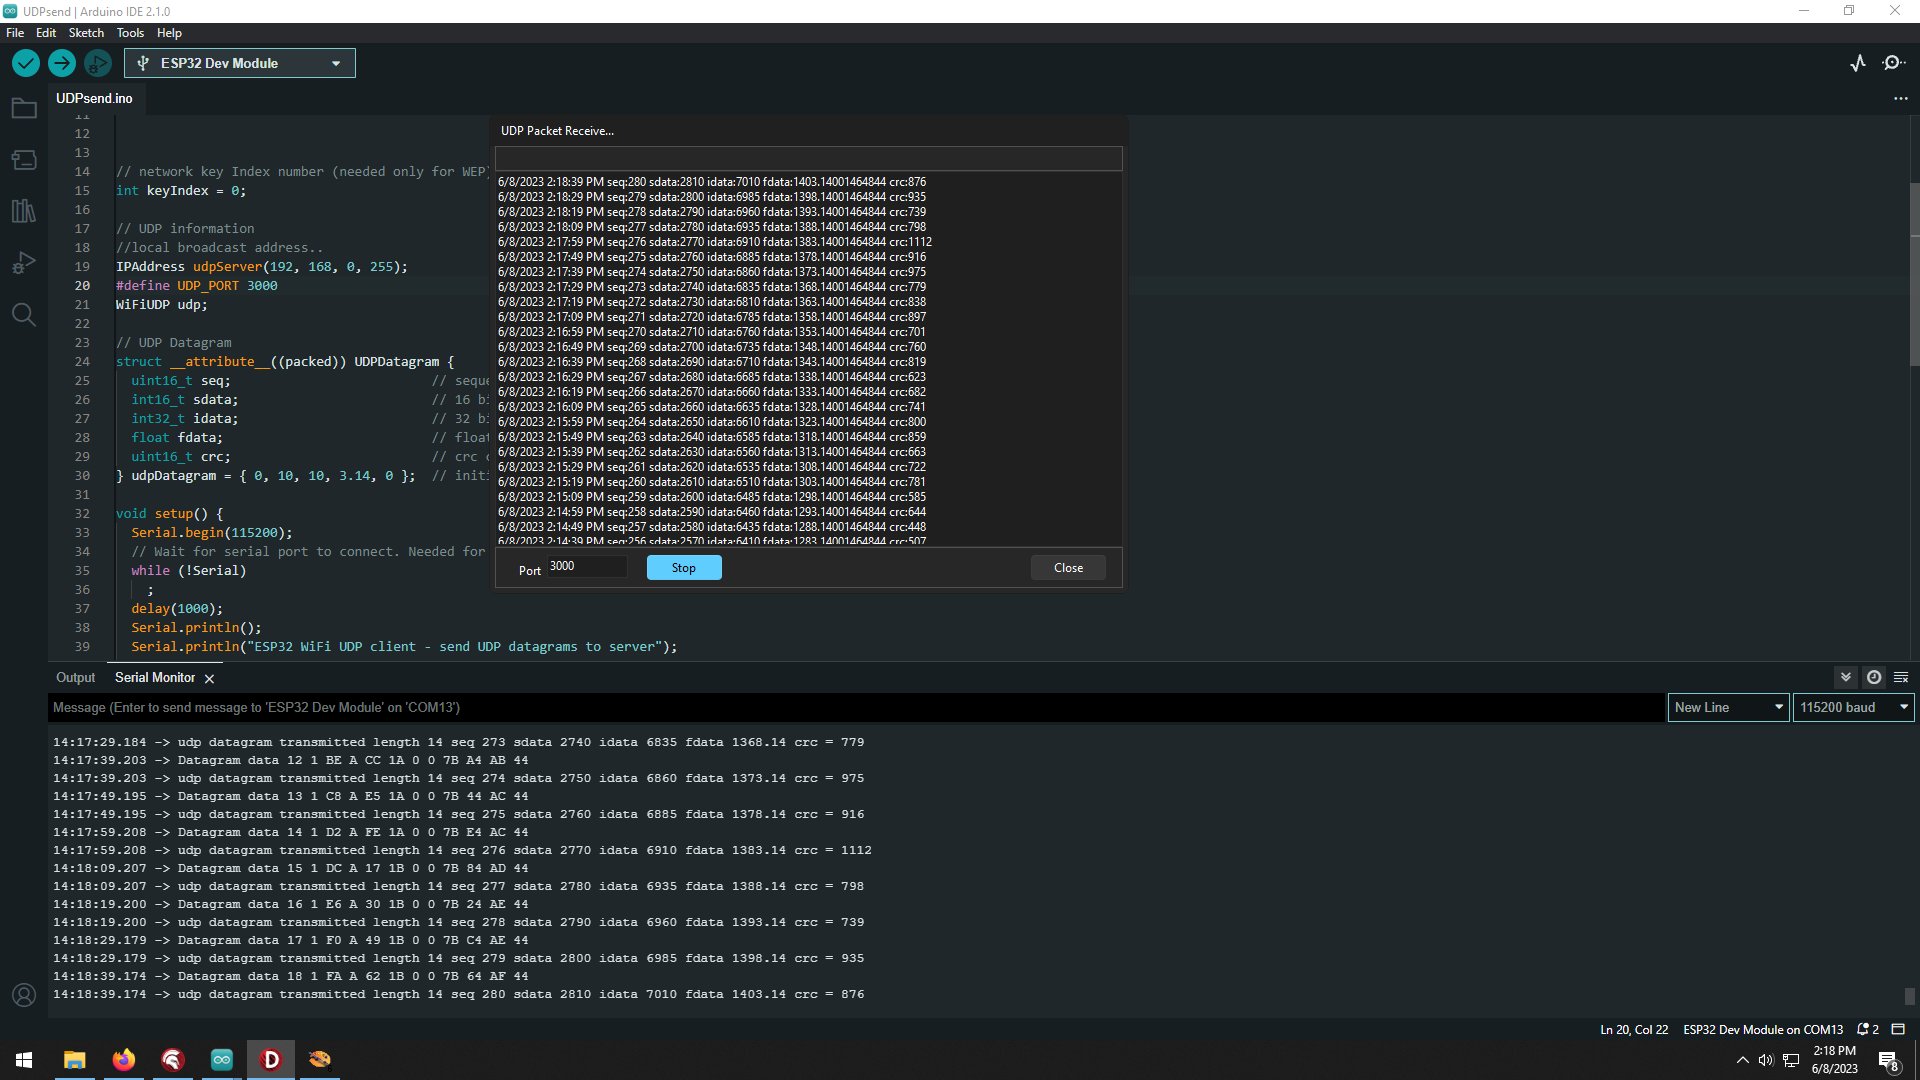 UDPsend | Arduino IDE 2.1.0
File Edit Sketch Tools Help
ESP32 Dev Module
UDPsend.ino
11
12
13
14 // network key Index number (needed only for WEP)
15 int keyIndex = 0;
16
17 // UDP information
18 //local broadcast address..
19 IPAddress udpServer(192, 168, 0, 255);
20 #define UDP_PORT 3000
21 WiFiUDP udp;
22
23 // UDP Datagram
24 struct __attribute__((packed)) UDPDatagram {
25 uint16_t seq; // seque
26 int16_t sdata; // 16 bi
27 int32_t idata; // 32 bi
28 float fdata; // float
29 uint16_t crc; // crc c
30 } udpDatagram = { 0, 10, 10, 3.14, 0 }; // initi
31
32 void setup() {
33 Serial.begin(115200);
34 // Wait for serial port to connect. Needed for
35 while (!Serial)
36 ;
37 delay(1000);
38 Serial.println();
39 Serial.println("ESP32 WiFi UDP client - send UDP datagrams to server");
UDP Packet Receive...
6/8/2023 2:18:39 PM seq:280 sdata:2810 idata:7010 fdata:1403.14001464844 crc:876
6/8/2023 2:18:29 PM seq:279 sdata:2800 idata:6985 fdata:1398.14001464844 crc:935
6/8/2023 2:18:19 PM seq:278 sdata:2790 idata:6960 fdata:1393.14001464844 crc:739
6/8/2023 2:18:09 PM seq:277 sdata:2780 idata:6935 fdata:1388.14001464844 crc:798
6/8/2023 2:17:59 PM seq:276 sdata:2770 idata:6910 fdata:1383.14001464844 crc:1112
6/8/2023 2:17:49 PM seq:275 sdata:2760 idata:6885 fdata:1378.14001464844 crc:916
6/8/2023 2:17:39 PM seq:274 sdata:2750 idata:6860 fdata:1373.14001464844 crc:975
6/8/2023 2:17:29 PM seq:273 sdata:2740 idata:6835 fdata:1368.14001464844 crc:779
6/8/2023 2:17:19 PM seq:272 sdata:2730 idata:6810 fdata:1363.14001464844 crc:838
6/8/2023 2:17:09 PM seq:271 sdata:2720 idata:6785 fdata:1358.14001464844 crc:897
6/8/2023 2:16:59 PM seq:270 sdata:2710 idata:6760 fdata:1353.14001464844 crc:701
6/8/2023 2:16:49 PM seq:269 sdata:2700 idata:6735 fdata:1348.14001464844 crc:760
6/8/2023 2:16:39 PM seq:268 sdata:2690 idata:6710 fdata:1343.14001464844 crc:819
6/8/2023 2:16:29 PM seq:267 sdata:2680 idata:6685 fdata:1338.14001464844 crc:623
6/8/2023 2:16:19 PM seq:266 sdata:2670 idata:6660 fdata:1333.14001464844 crc:682
6/8/2023 2:16:09 PM seq:265 sdata:2660 idata:6635 fdata:1328.14001464844 crc:741
6/8/2023 2:15:59 PM seq:264 sdata:2650 idata:6610 fdata:1323.14001464844 crc:800
6/8/2023 2:15:49 PM seq:263 sdata:2640 idata:6585 fdata:1318.14001464844 crc:859
6/8/2023 2:15:39 PM seq:262 sdata:2630 idata:6560 fdata:1313.14001464844 crc:663
6/8/2023 2:15:29 PM seq:261 sdata:2620 idata:6535 fdata:1308.14001464844 crc:722
6/8/2023 2:15:19 PM seq:260 sdata:2610 idata:6510 fdata:1303.14001464844 crc:781
6/8/2023 2:15:09 PM seq:259 sdata:2600 idata:6485 fdata:1298.14001464844 crc:585
6/8/2023 2:14:59 PM seq:258 sdata:2590 idata:6460 fdata:1293.14001464844 crc:644
6/8/2023 2:14:49 PM seq:257 sdata:2580 idata:6435 fdata:1288.14001464844 crc:448
6/8/2023 2:14:39 PM seq:256 sdata:2570 idata:6410 fdata:1283.14001464844 crc:507
Port 3000 Stop Close
Output Serial Monitor
Message (Enter to send message to 'ESP32 Dev Module' on 'COM13')
New Line 115200 baud
14:17:29.184 -> udp datagram transmitted length 14 seq 273 sdata 2740 idata 6835 fdata 1368.14 crc = 779
14:17:39.203 -> Datagram data 12 1 BE A CC 1A 0 0 7B A4 AB 44
14:17:39.203 -> udp datagram transmitted length 14 seq 274 sdata 2750 idata 6860 fdata 1373.14 crc = 975
14:17:49.195 -> Datagram data 13 1 C8 A E5 1A 0 0 7B 44 AC 44
14:17:49.195 -> udp datagram transmitted length 14 seq 275 sdata 2760 idata 6885 fdata 1378.14 crc = 916
14:17:59.208 -> Datagram data 14 1 D2 A FE 1A 0 0 7B E4 AC 44
14:17:59.208 -> udp datagram transmitted length 14 seq 276 sdata 2770 idata 6910 fdata 1383.14 crc = 1112
14:18:09.207 -> Datagram data 15 1 DC A 17 1B 0 0 7B 84 AD 44
14:18:09.207 -> udp datagram transmitted length 14 seq 277 sdata 2780 idata 6935 fdata 1388.14 crc = 798
14:18:19.200 -> Datagram data 16 1 E6 A 30 1B 0 0 7B 24 AE 44
14:18:19.200 -> udp datagram transmitted length 14 seq 278 sdata 2790 idata 6960 fdata 1393.14 crc = 739
14:18:29.179 -> Datagram data 17 1 F0 A 49 1B 0 0 7B C4 AE 44
14:18:29.179 -> udp datagram transmitted length 14 seq 279 sdata 2800 idata 6985 fdata 1398.14 crc = 935
14:18:39.174 -> Datagram data 18 1 FA A 62 1B 0 0 7B 64 AF 44
14:18:39.174 -> udp datagram transmitted length 14 seq 280 sdata 2810 idata 7010 fdata 1403.14 crc = 876
Ln 20, Col 22 ESP32 Dev Module on COM13 2
D
2:18 PM
6/8/2023
8